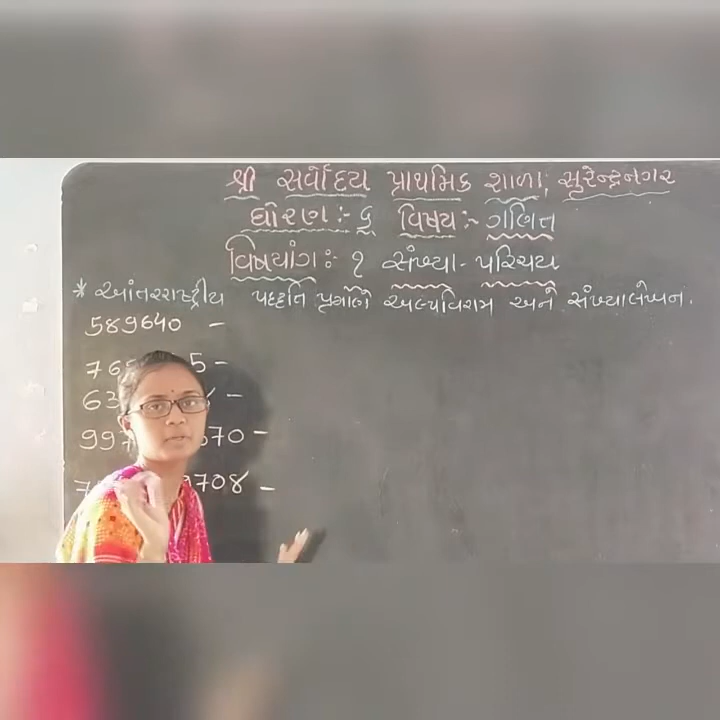 શ્રી સર્વોદય પ્રાથમિક શાળા, સુરેન્દ્રનગર
ધોરણ :- ૬ વિષય :- ગણિત
વિષયાંગ :- ૧ સંખ્યા - પરિચય
* આંતરરાષ્ટ્રીય પદ્ધતિ પ્રમાણે અલ્પવિરામ અને સંખ્યાલેખન.
589640 -